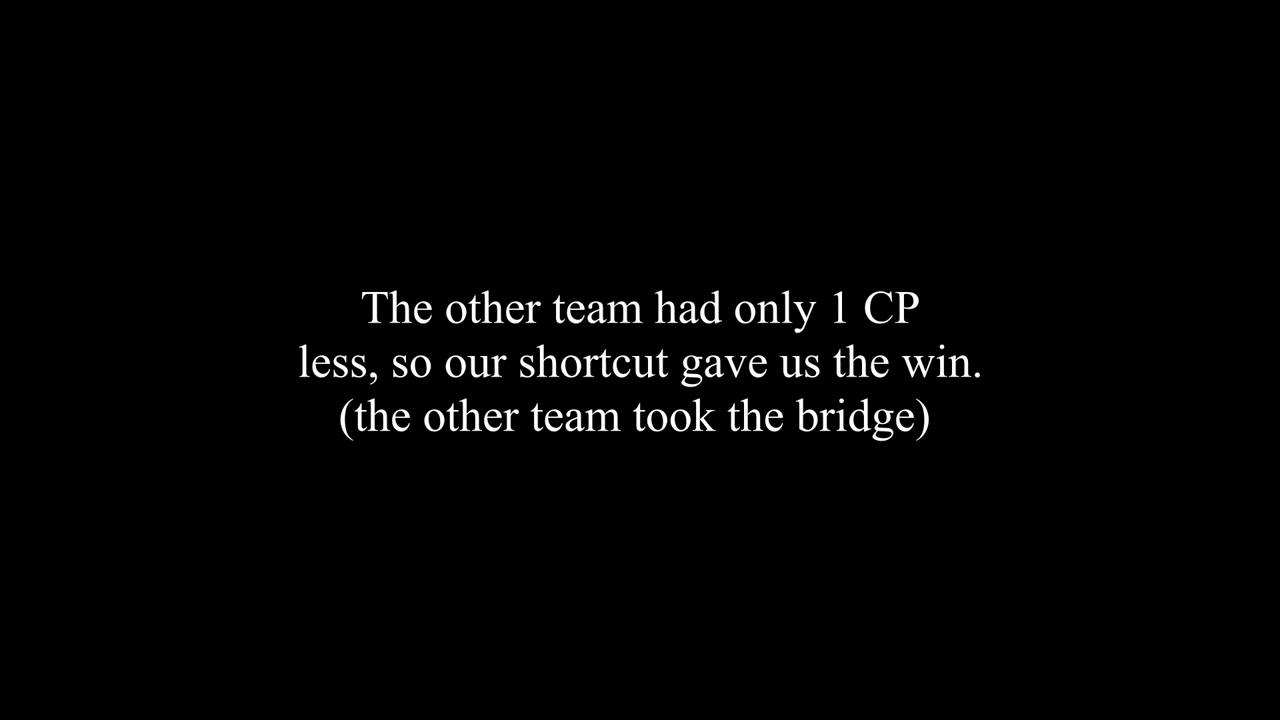 The other team had only 1 CP
less, so our shortcut gave us the win.
(the other team took the bridge)